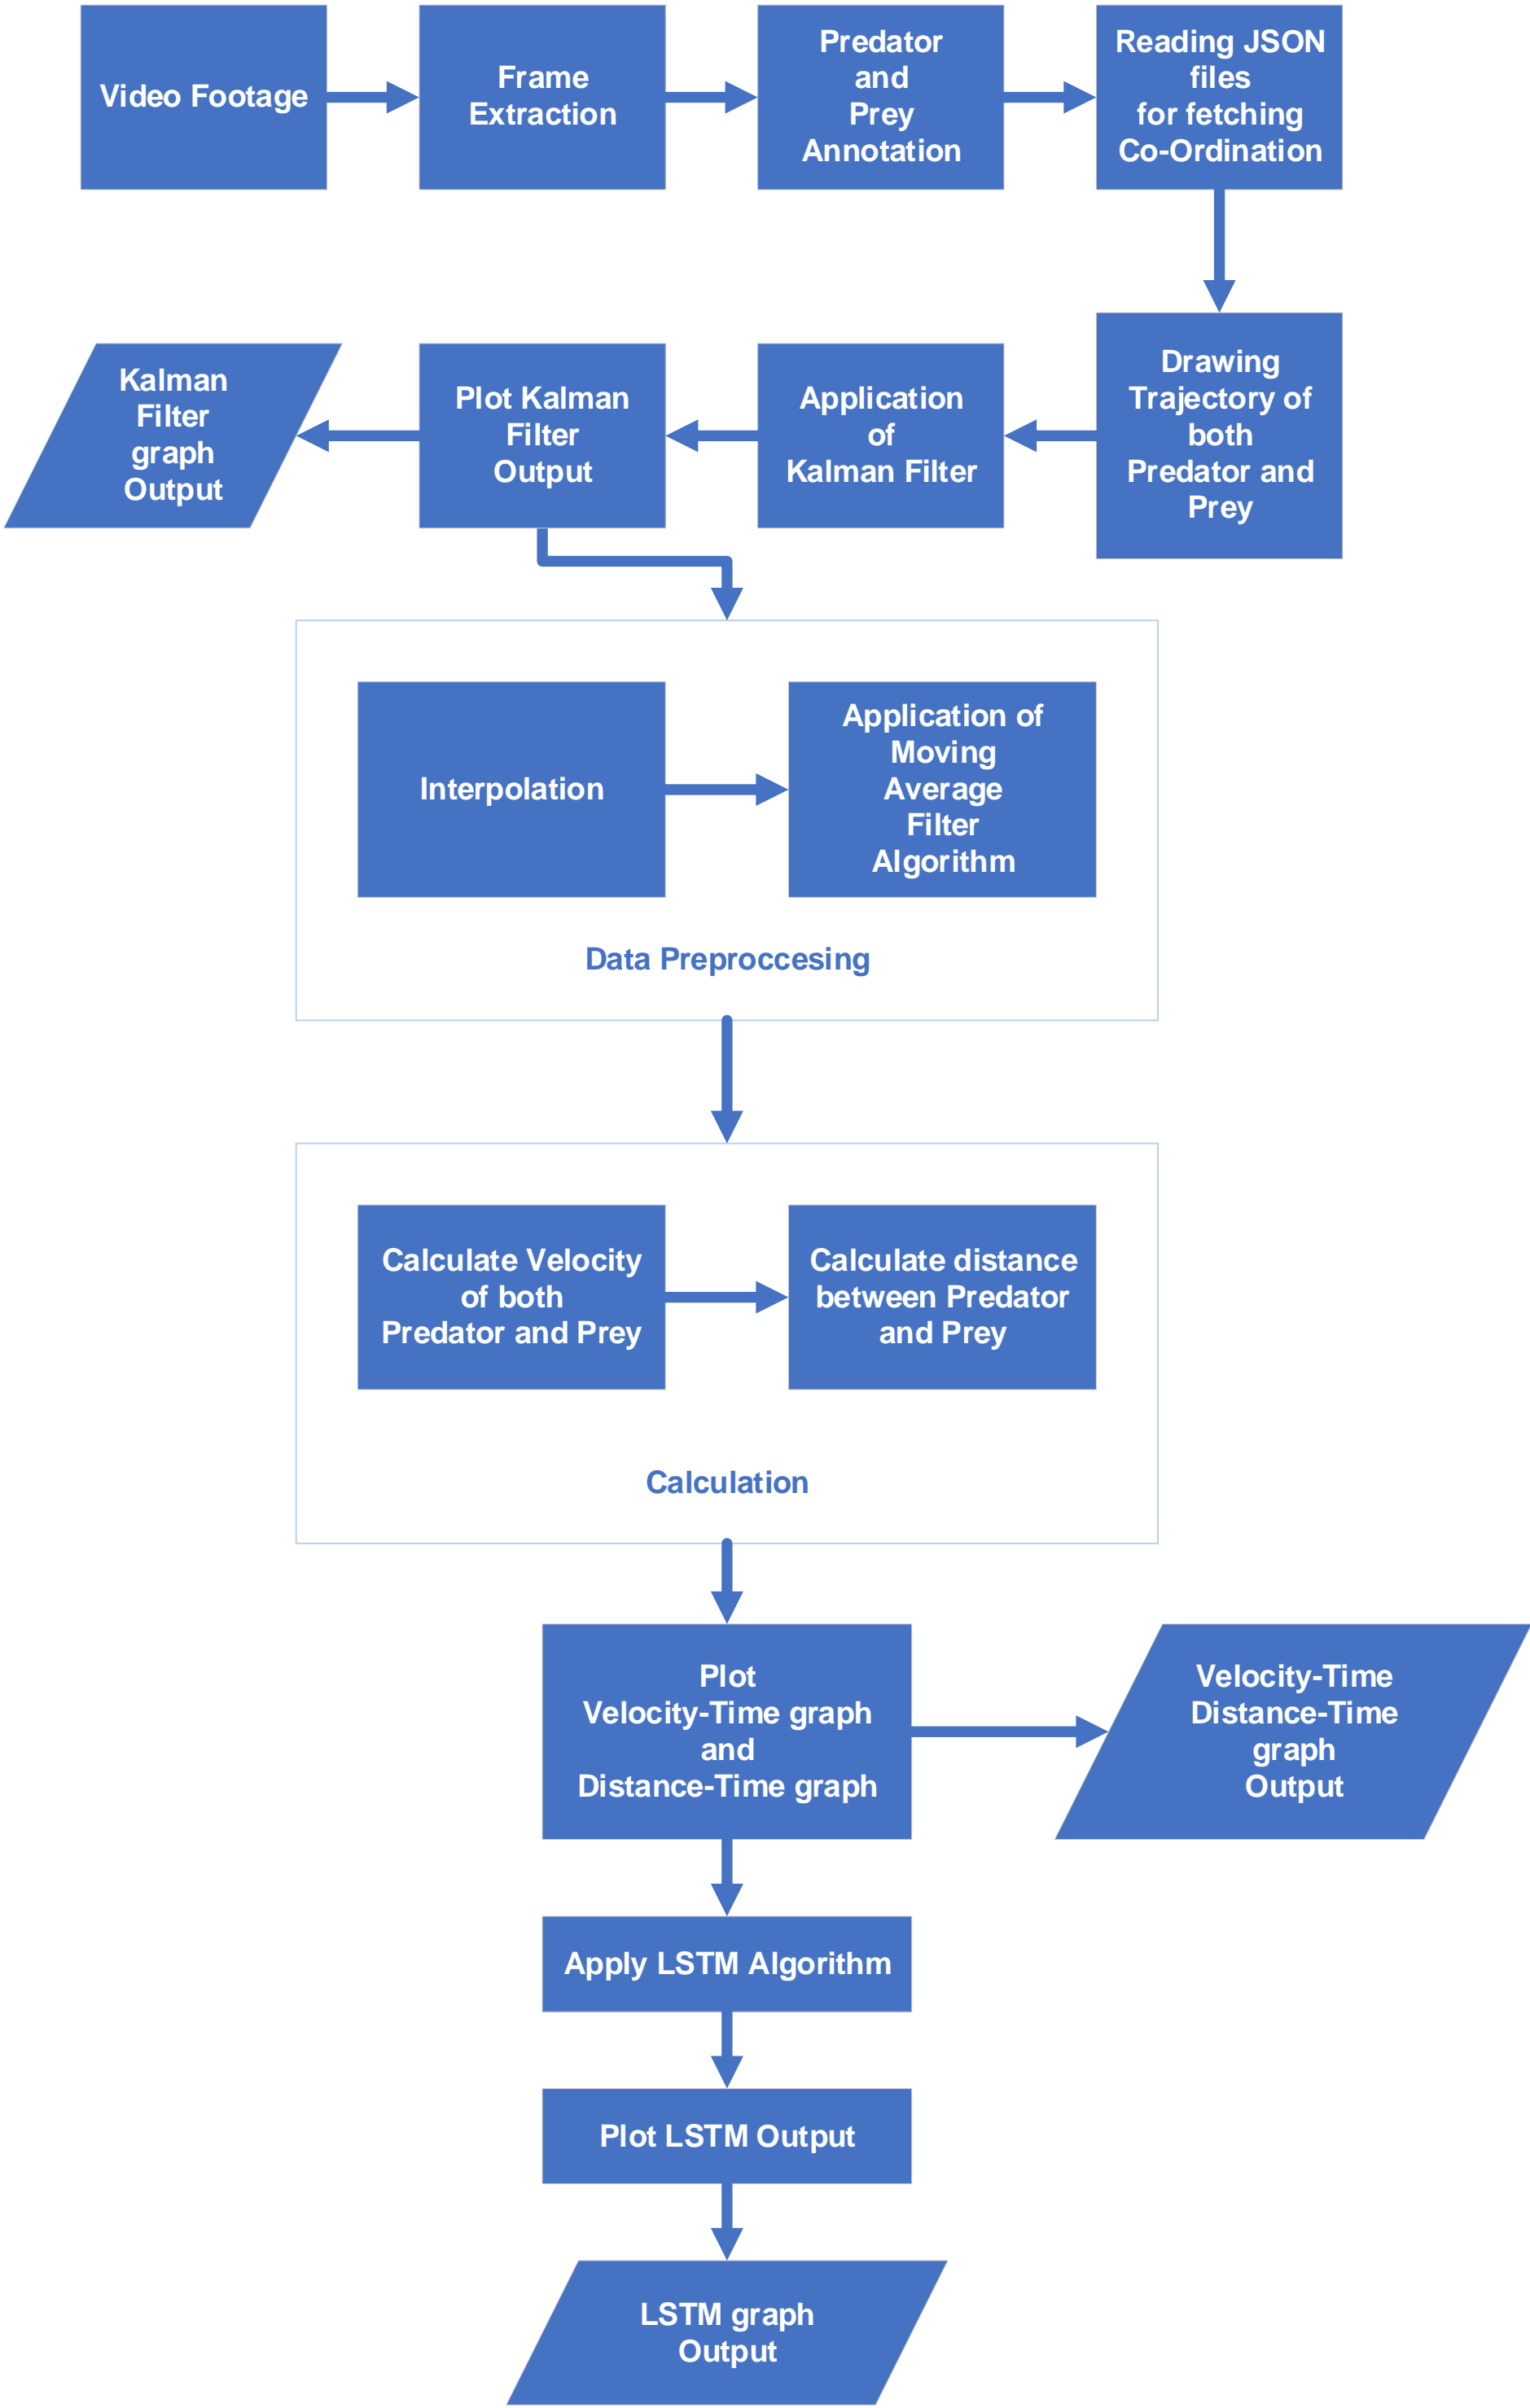 Video Footage
Frame
Extraction
Predator
and
Prey
Annotation
Reading JSON
files
for fetching
Co-Ordination
Drawing
Trajectory of
both
Predator and
Prey
Application
of
Kalman Filter
Plot Kalman
Filter
Output
Kalman
Filter
graph
Output
Interpolation
Application of
Moving
Average
Filter
Algorithm
Data Preproccesing
Calculate Velocity
of both
Predator and Prey
Calculate distance
between Predator
and Prey
Calculation
Plot
Velocity-Time graph
and
Distance-Time graph
Velocity-Time
Distance-Time
graph
Output
Apply LSTM Algorithm
Plot LSTM Output
LSTM graph
Output